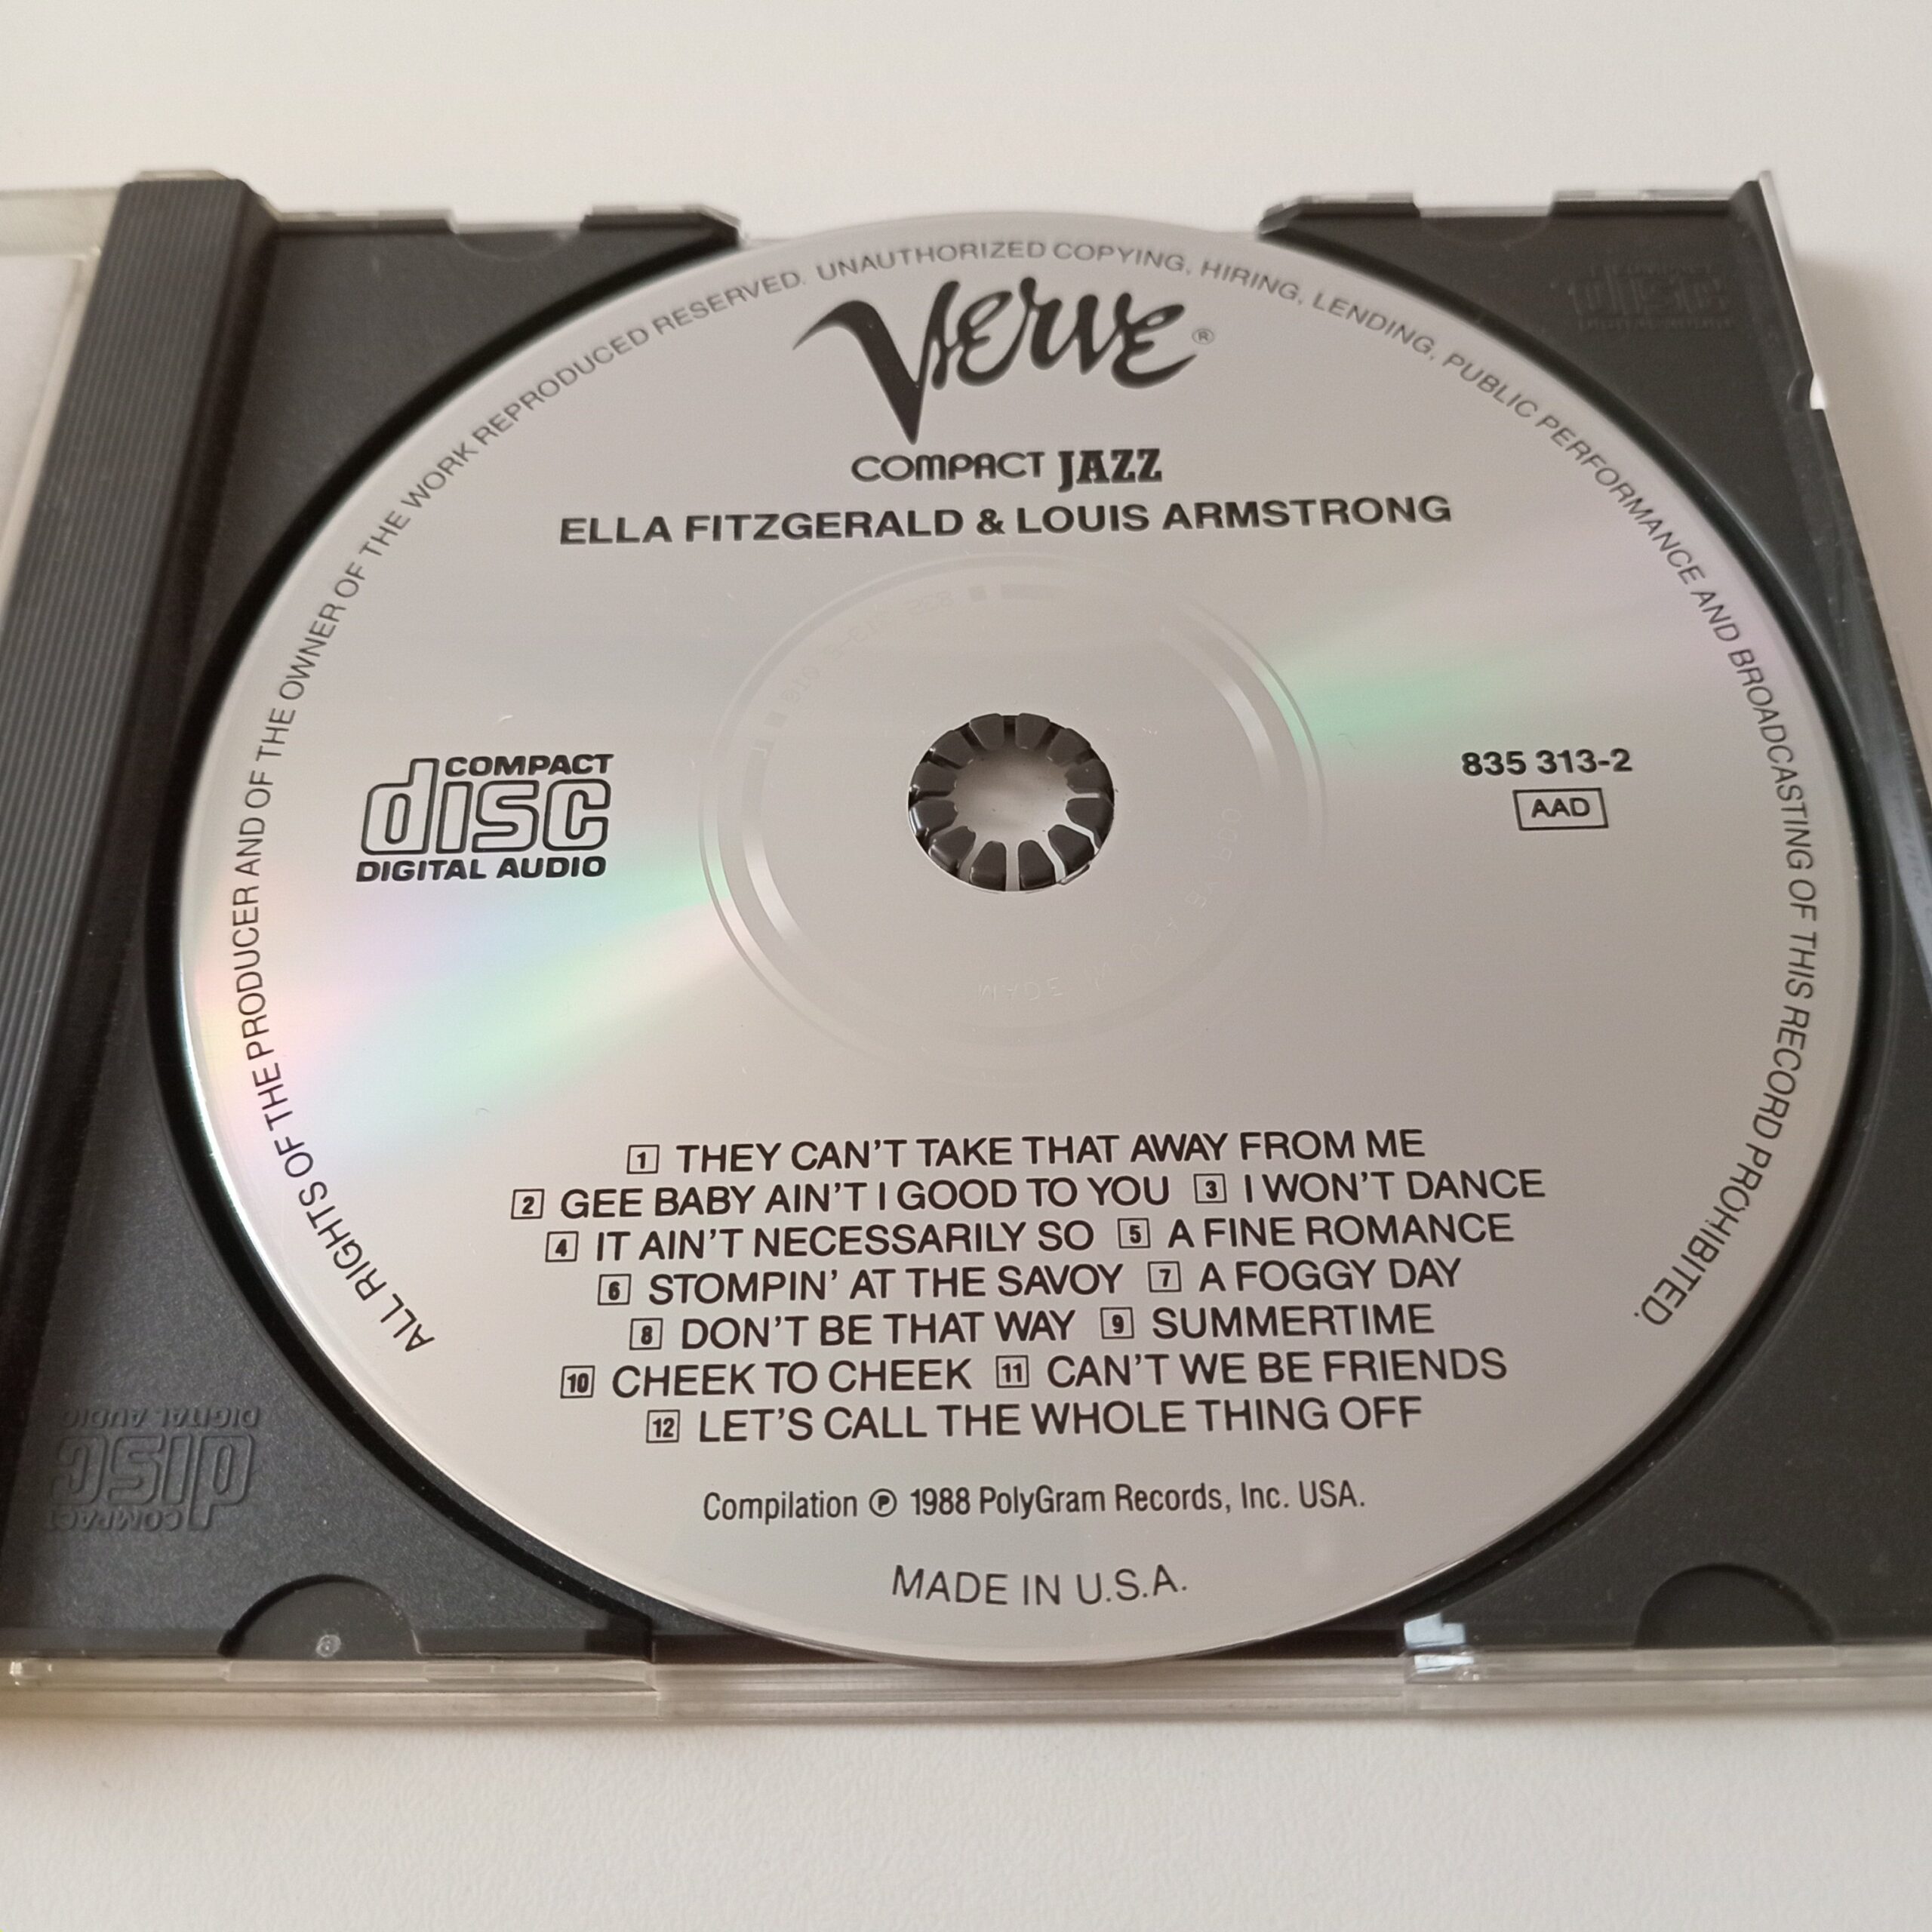 ALL RIGHTS OF THE PRODUCER AND OF THE OWNER OF THE WORK REPRODUCED RESERVED. UNAUTHORIZED COPYING, HIRING, LENDING, PUBLIC PERFORMANCE AND BROADCASTING OF THIS RECORD PROHIBITED.
Verve®
COMPACT JAZZ
ELLA FITZGERALD & LOUIS ARMSTRONG
COMPACT
disc
DIGITAL AUDIO
835 313-2
AAD
1 THEY CAN'T TAKE THAT AWAY FROM ME
2 GEE BABY AIN'T I GOOD TO YOU 3 I WON'T DANCE
4 IT AIN'T NECESSARILY SO 5 A FINE ROMANCE
6 STOMPIN' AT THE SAVOY 7 A FOGGY DAY
8 DON'T BE THAT WAY 9 SUMMERTIME
10 CHEEK TO CHEEK 11 CAN'T WE BE FRIENDS
12 LET'S CALL THE WHOLE THING OFF
Compilation ℗ 1988 PolyGram Records, Inc. USA.
MADE IN U.S.A.
COMPACT
disc
DIGITAL AUDIO
disc